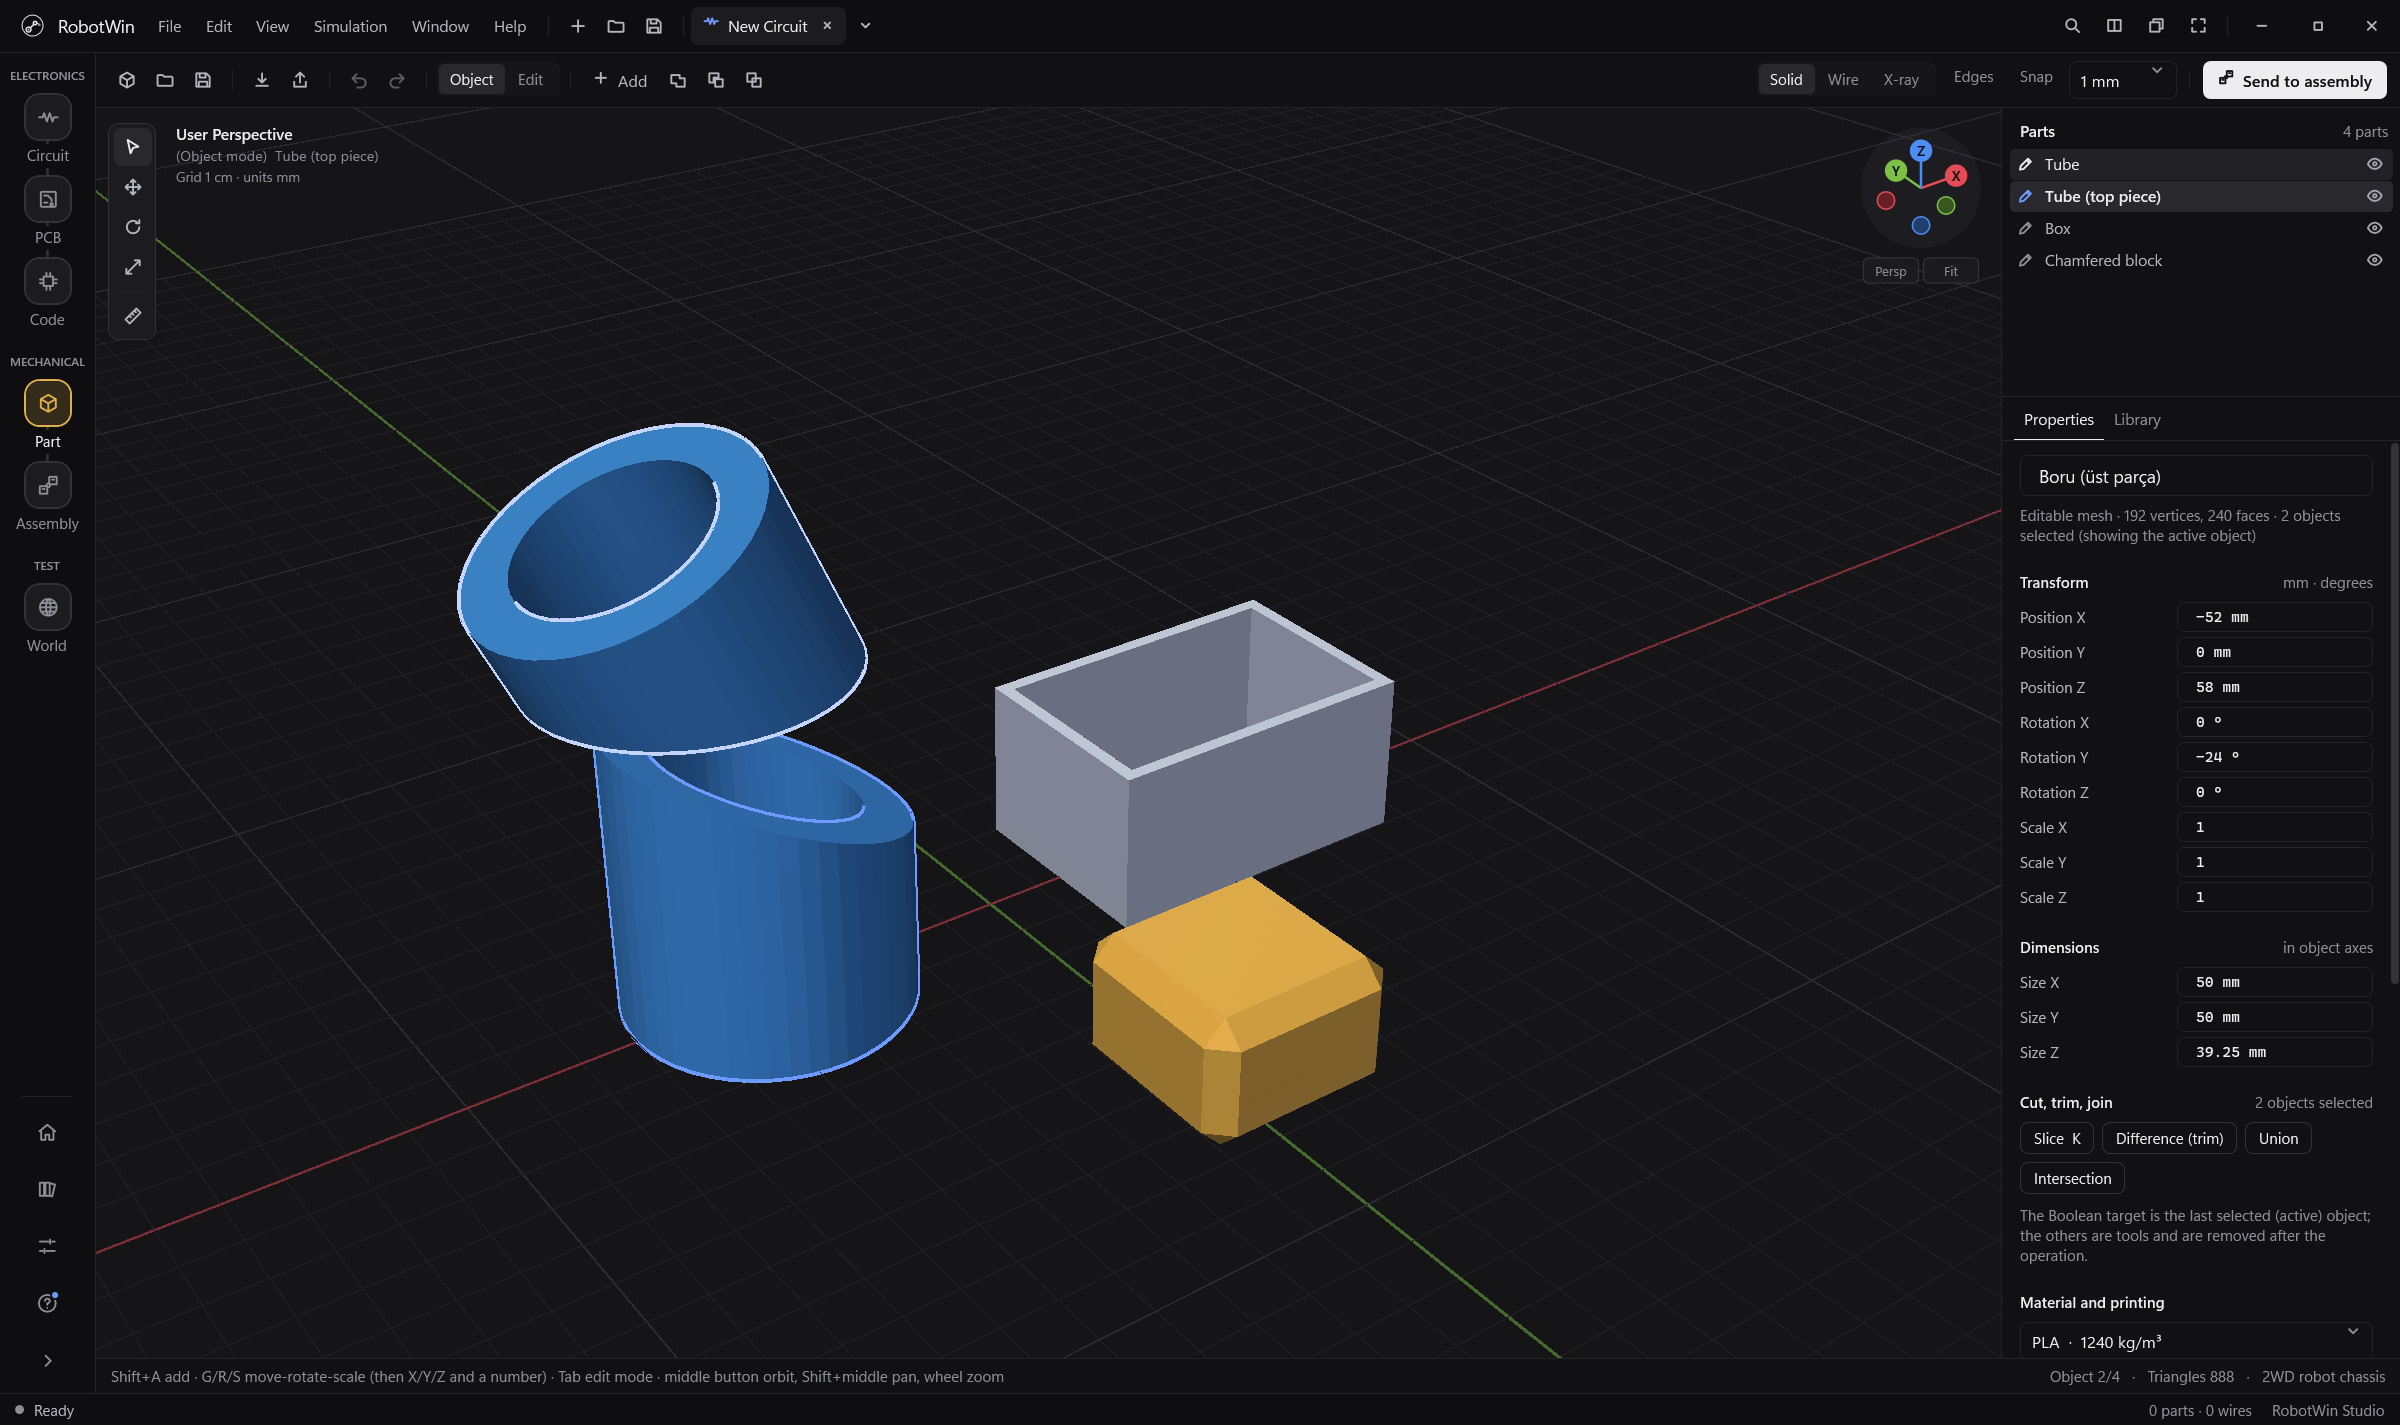 RobotWin File Edit View Simulation Window Help New Circuit
ELECTRONICS
Circuit
PCB
Code
MECHANICAL
Part
Assembly
TEST
World
Object Edit Add Solid Wire X-ray Edges Snap 1 mm Send to assembly
User Perspective
(Object mode) Tube (top piece)
Grid 1 cm · units mm
Z
Y
X
Persp Fit
Parts 4 parts
Tube
Tube (top piece)
Box
Chamfered block
Properties Library
Boru (üst parça)
Editable mesh · 192 vertices, 240 faces · 2 objects
selected (showing the active object)
Transform mm · degrees
Position X −52 mm
Position Y 0 mm
Position Z 58 mm
Rotation X 0 °
Rotation Y −24 °
Rotation Z 0 °
Scale X 1
Scale Y 1
Scale Z 1
Dimensions in object axes
Size X 50 mm
Size Y 50 mm
Size Z 39.25 mm
Cut, trim, join 2 objects selected
Slice K Difference (trim) Union
Intersection
The Boolean target is the last selected (active) object;
the others are tools and are removed after the
operation.
Material and printing
PLA · 1240 kg/m³
Shift+A add · G/R/S move-rotate-scale (then X/Y/Z and a number) · Tab edit mode · middle button orbit, Shift+middle pan, wheel zoom
Object 2/4 · Triangles 888 · 2WD robot chassis
Ready
0 parts · 0 wires RobotWin Studio